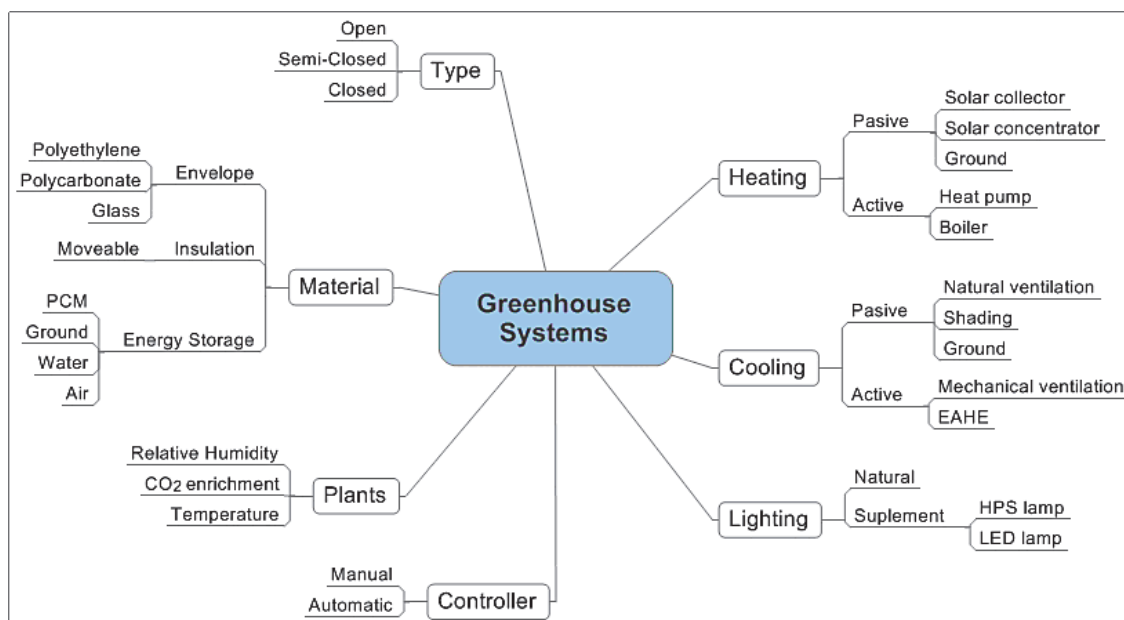 Open
Semi-Closed
Closed
Type
Polyethylene
Polycarbonate
Glass
Envelope
Moveable
Insulation
PCM
Ground
Water
Air
Energy Storage
Material
Relative Humidity
CO₂ enrichment
Temperature
Plants
Manual
Automatic
Controller
Greenhouse
Systems
Heating
Pasive
Solar collector
Solar concentrator
Ground
Active
Heat pump
Boiler
Cooling
Pasive
Natural ventilation
Shading
Ground
Active
Mechanical ventilation
EAHE
Lighting
Natural
Suplement
HPS lamp
LED lamp